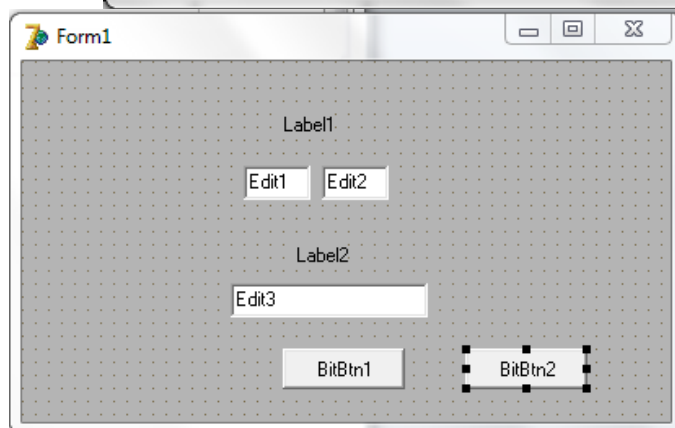 Form1
Label1
Edit1 Edit2
Label2
Edit3
BitBtn1 BitBtn2